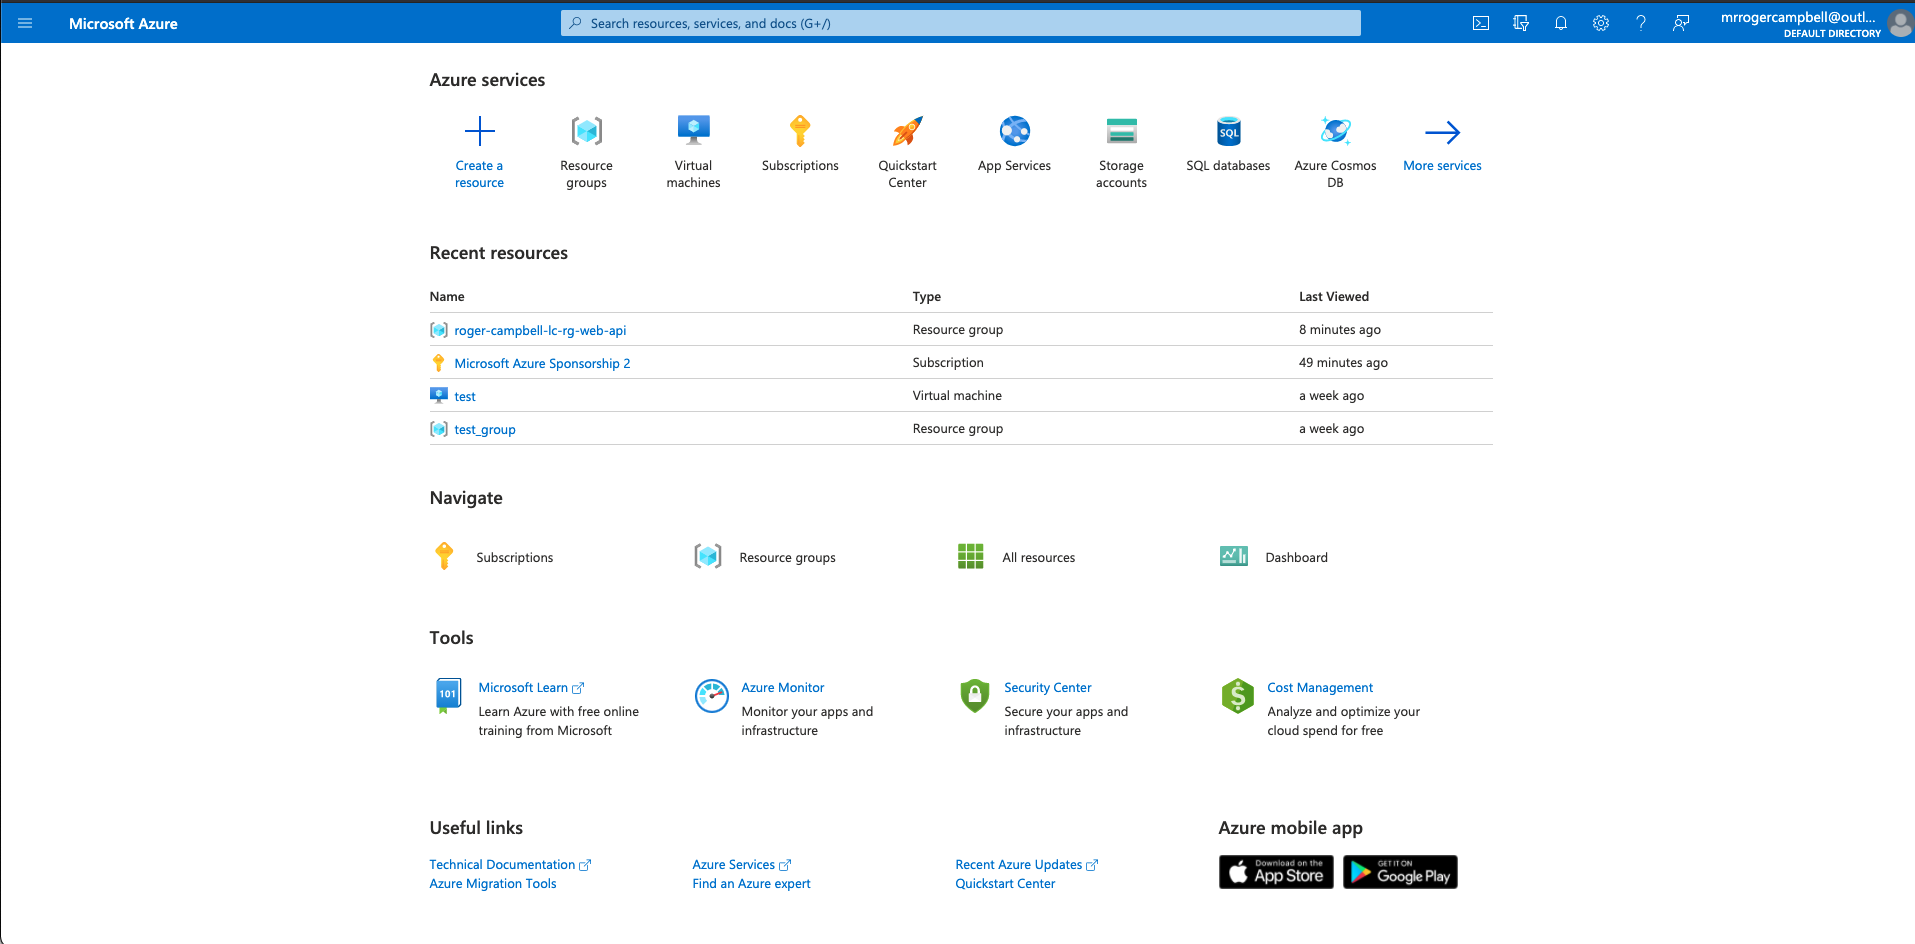 Microsoft Azure
Search resources, services, and docs (G+/)
mrrogercampbell@outl...
DEFAULT DIRECTORY
Azure services
Create a
resource
Resource
groups
Virtual
machines
Subscriptions
Quickstart
Center
App Services
Storage
accounts
SQL
SQL databases
Azure Cosmos
DB
More services
Recent resources
Name Type Last Viewed
roger-campbell-lc-rg-web-api Resource group 8 minutes ago
Microsoft Azure Sponsorship 2 Subscription 49 minutes ago
test Virtual machine a week ago
test_group Resource group a week ago
Navigate
Subscriptions Resource groups All resources Dashboard
Tools
101
Microsoft Learn
Learn Azure with free online
training from Microsoft
Azure Monitor
Monitor your apps and
infrastructure
Security Center
Secure your apps and
infrastructure
$
Cost Management
Analyze and optimize your
cloud spend for free
Useful links
Technical Documentation Azure Services Recent Azure Updates
Azure Migration Tools Find an Azure expert Quickstart Center
Azure mobile app
Download on the
App Store
GET IT ON
Google Play